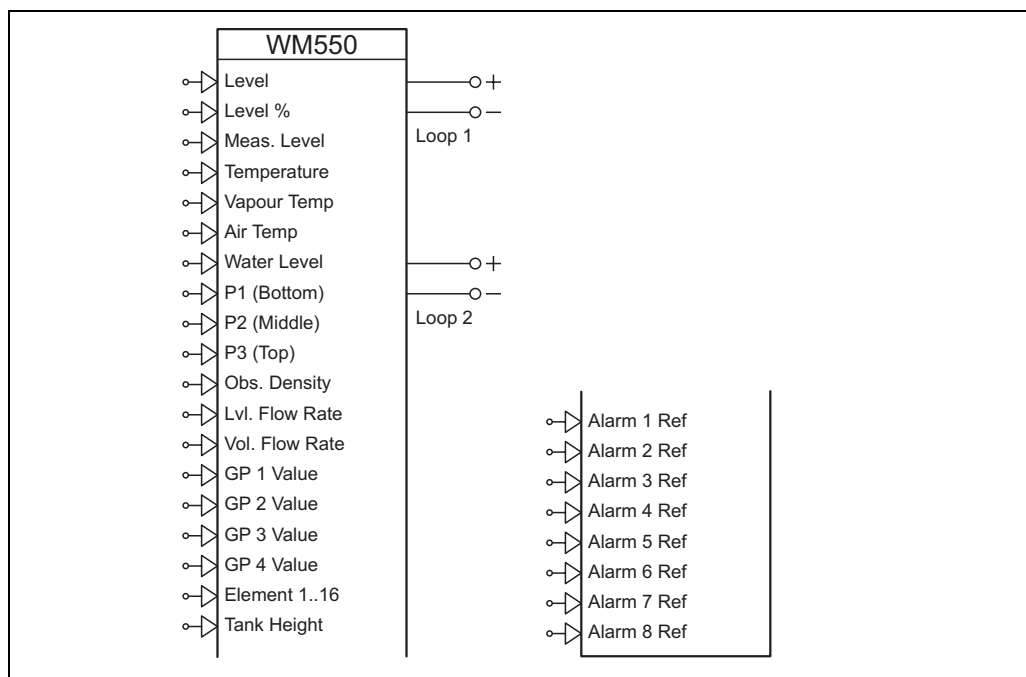 WM550
Level
Level %
Meas. Level
Temperature
Vapour Temp
Air Temp
Water Level
P1 (Bottom)
P2 (Middle)
P3 (Top)
Obs. Density
Lvl. Flow Rate
Vol. Flow Rate
GP 1 Value
GP 2 Value
GP 3 Value
GP 4 Value
Element 1..16
Tank Height
+
−
Loop 1
+
−
Loop 2
Alarm 1 Ref
Alarm 2 Ref
Alarm 3 Ref
Alarm 4 Ref
Alarm 5 Ref
Alarm 6 Ref
Alarm 7 Ref
Alarm 8 Ref